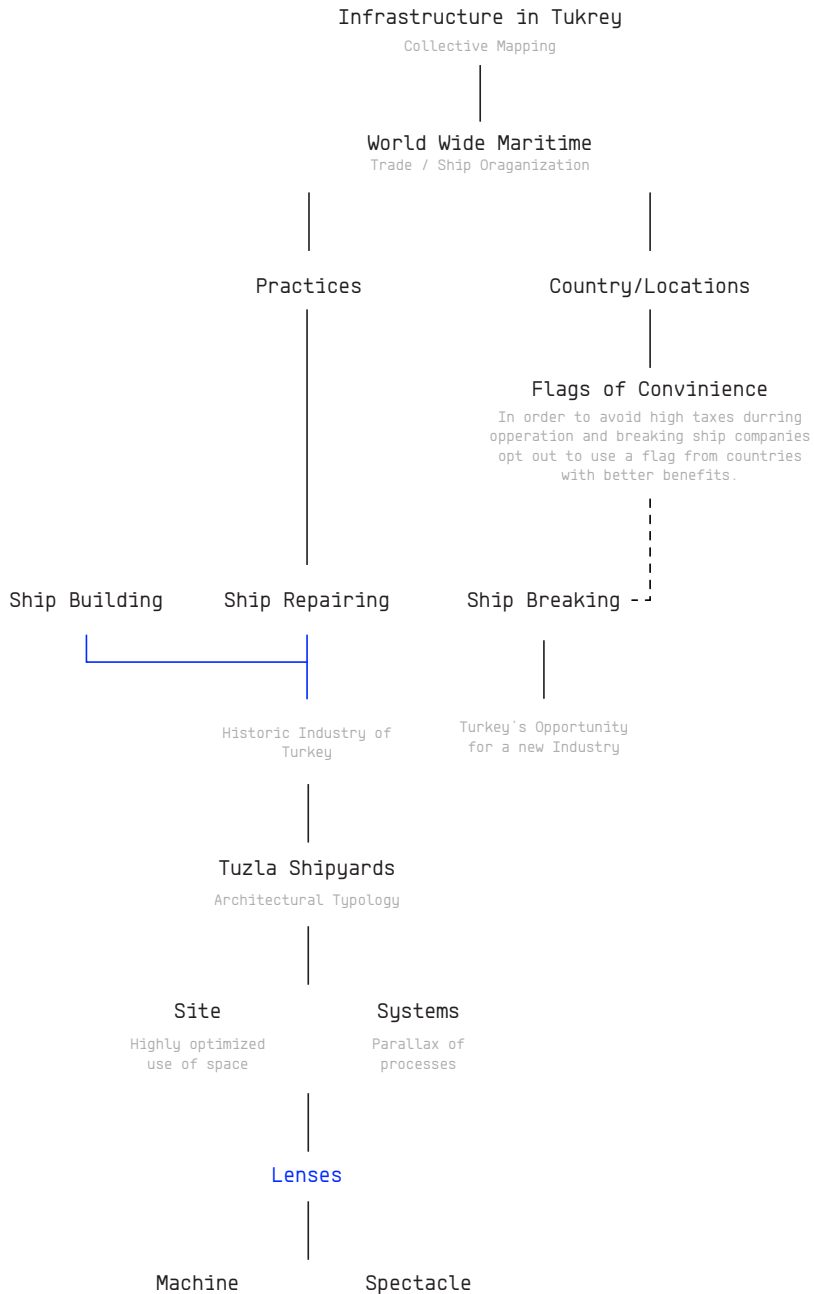 Infrastructure in Tukrey
Collective Mapping
World Wide Maritime
Trade / Ship Oraganization
Practices
Country/Locations
Flags of Convinience
In order to avoid high taxes durring
opperation and breaking ship companies
opt out to use a flag from countries
with better benefits.
Ship Building
Ship Repairing
Ship Breaking
Historic Industry of
Turkey
Turkey's Opportunity
for a new Industry
Tuzla Shipyards
Architectural Typology
Site
Highly optimized
use of space
Systems
Parallax of
processes
Lenses
Machine
Spectacle